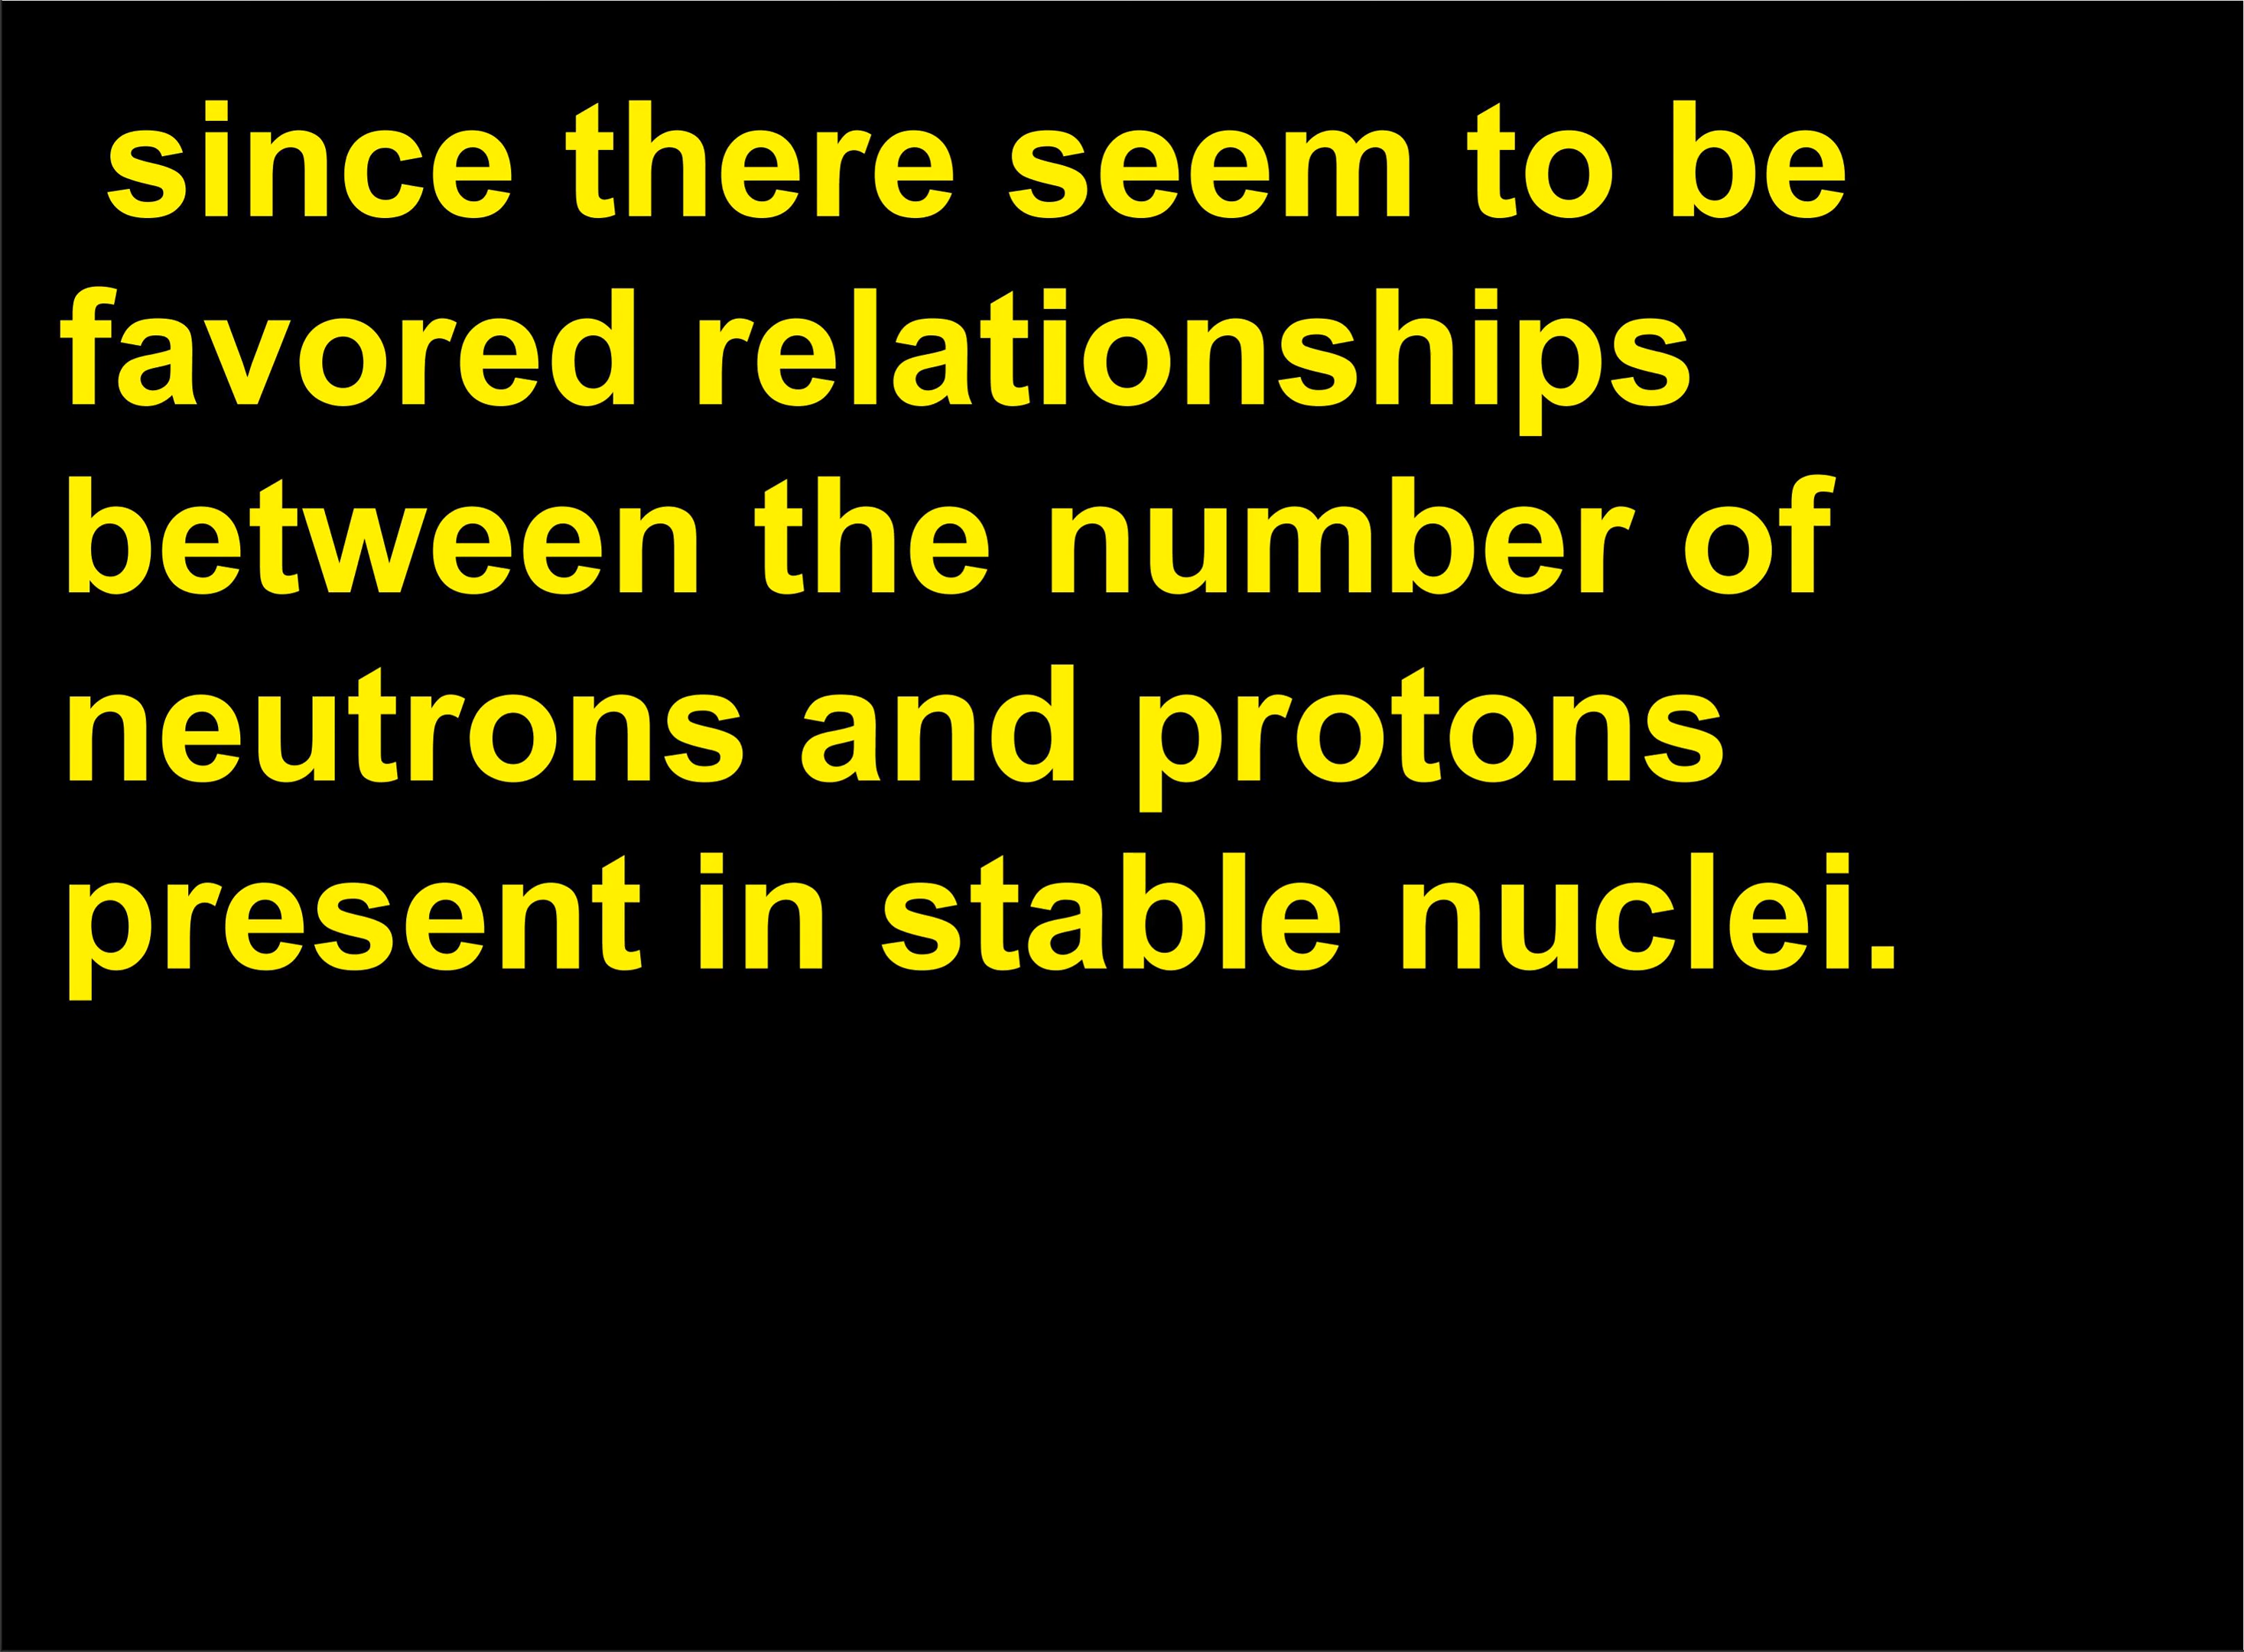 since there seem to be
favored relationships
between the number of
neutrons and protons
present in stable nuclei.